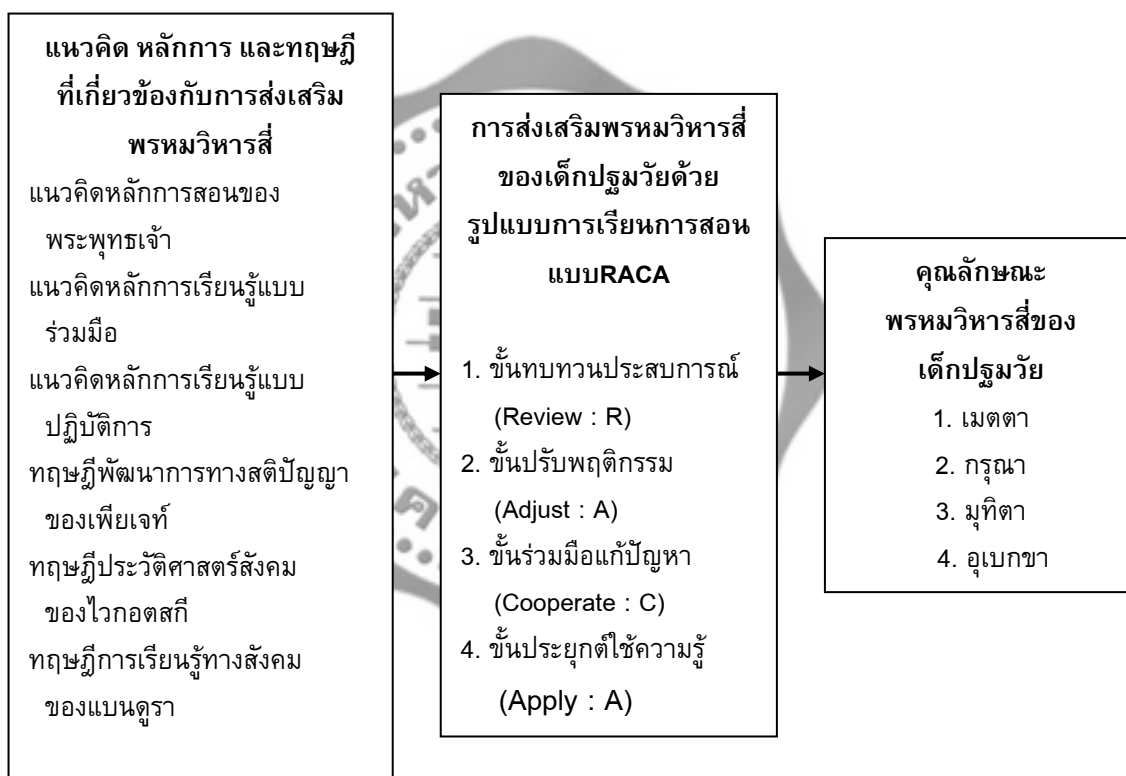 แนวคิด หลักการ และทฤษฎี
ที่เกี่ยวข้องกับการส่งเสริม
พรหมวิหารสี่
แนวคิดหลักการสอนของ
พระพุทธเจ้า
แนวคิดหลักการเรียนรู้แบบ
ร่วมมือ
แนวคิดหลักการเรียนรู้แบบ
ปฏิบัติการ
ทฤษฎีพัฒนาการทางสติปัญญา
ของเพียเจท์
ทฤษฎีประวัติศาสตร์สังคม
ของไวกอตสกี
ทฤษฎีการเรียนรู้ทางสังคม
ของแบนดูรา
การส่งเสริมพรหมวิหารสี่
ของเด็กปฐมวัยด้วย
รูปแบบการเรียนการสอน
แบบRACA
1. ขั้นทบทวนประสบการณ์
(Review : R)
2. ขั้นปรับพฤติกรรม
(Adjust : A)
3. ขั้นร่วมมือแก้ปัญหา
(Cooperate : C)
4. ขั้นประยุกต์ใช้ความรู้
(Apply : A)
คุณลักษณะ
พรหมวิหารสี่ของ
เด็กปฐมวัย
1. เมตตา
2. กรุณา
3. มุทิตา
4. อุเบกขา